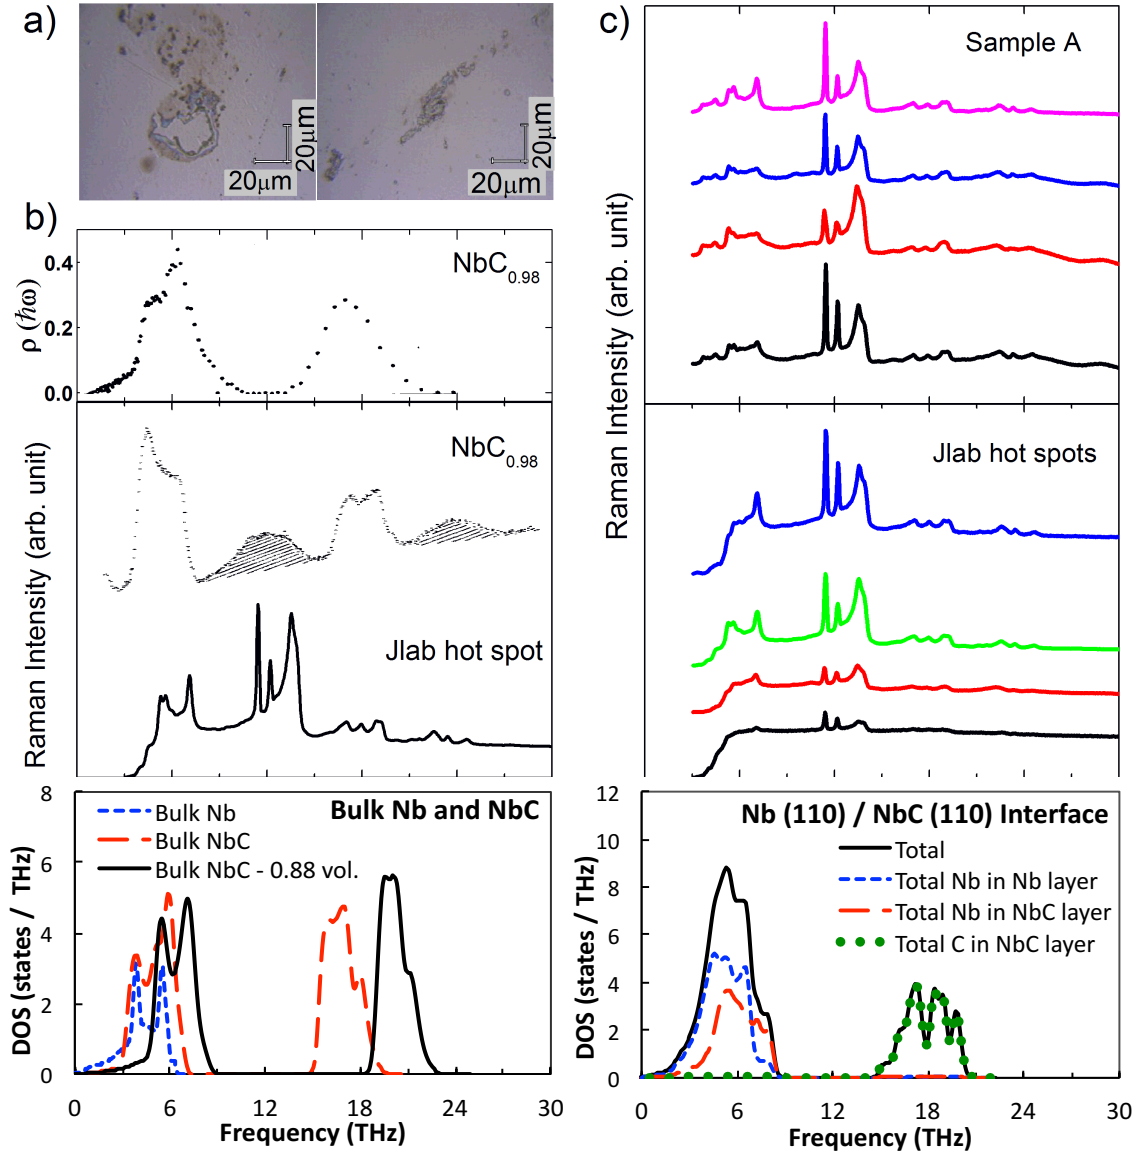 a)
20µm
20µm
20µm
20µm
b)
NbC0.98
ρ (ħω)
0.4
0.2
0.0
NbC0.98
Raman Intensity (arb. unit)
Jlab hot spot
Bulk Nb and NbC
Bulk Nb
Bulk NbC
Bulk NbC - 0.88 vol.
DOS (states / THz)
8
6
4
2
0
0
6
12
18
24
30
Frequency (THz)
c)
Sample A
Raman Intensity (arb. unit)
Jlab hot spots
Nb (110) / NbC (110) Interface
Total
Total Nb in Nb layer
Total Nb in NbC layer
Total C in NbC layer
DOS (states / THz)
12
10
8
6
4
2
0
0
6
12
18
24
30
Frequency (THz)